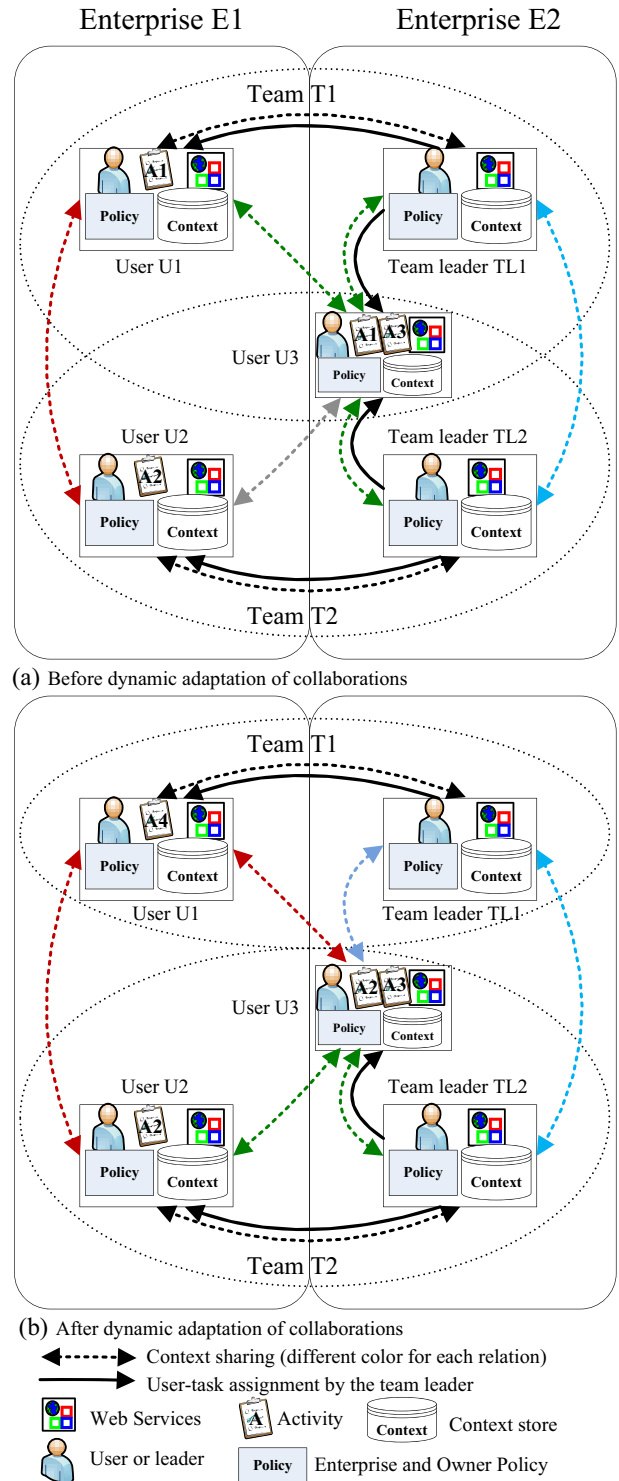 Enterprise E1 Enterprise E2
Team T1
A1
Policy Context Policy Context
User U1 Team leader TL1
A1 A3
User U3
Policy Context
User U2 Team leader TL2
A2
Policy Context Policy Context
Team T2
(a) Before dynamic adaptation of collaborations
Team T1
A4
Policy Context Policy Context
User U1 Team leader TL1
A2 A3
User U3
Policy Context
User U2 Team leader TL2
A2
Policy Context Policy Context
Team T2
(b) After dynamic adaptation of collaborations
Context sharing (different color for each relation)
User-task assignment by the team leader
Web Services A Activity Context Context store
User or leader Policy Enterprise and Owner Policy